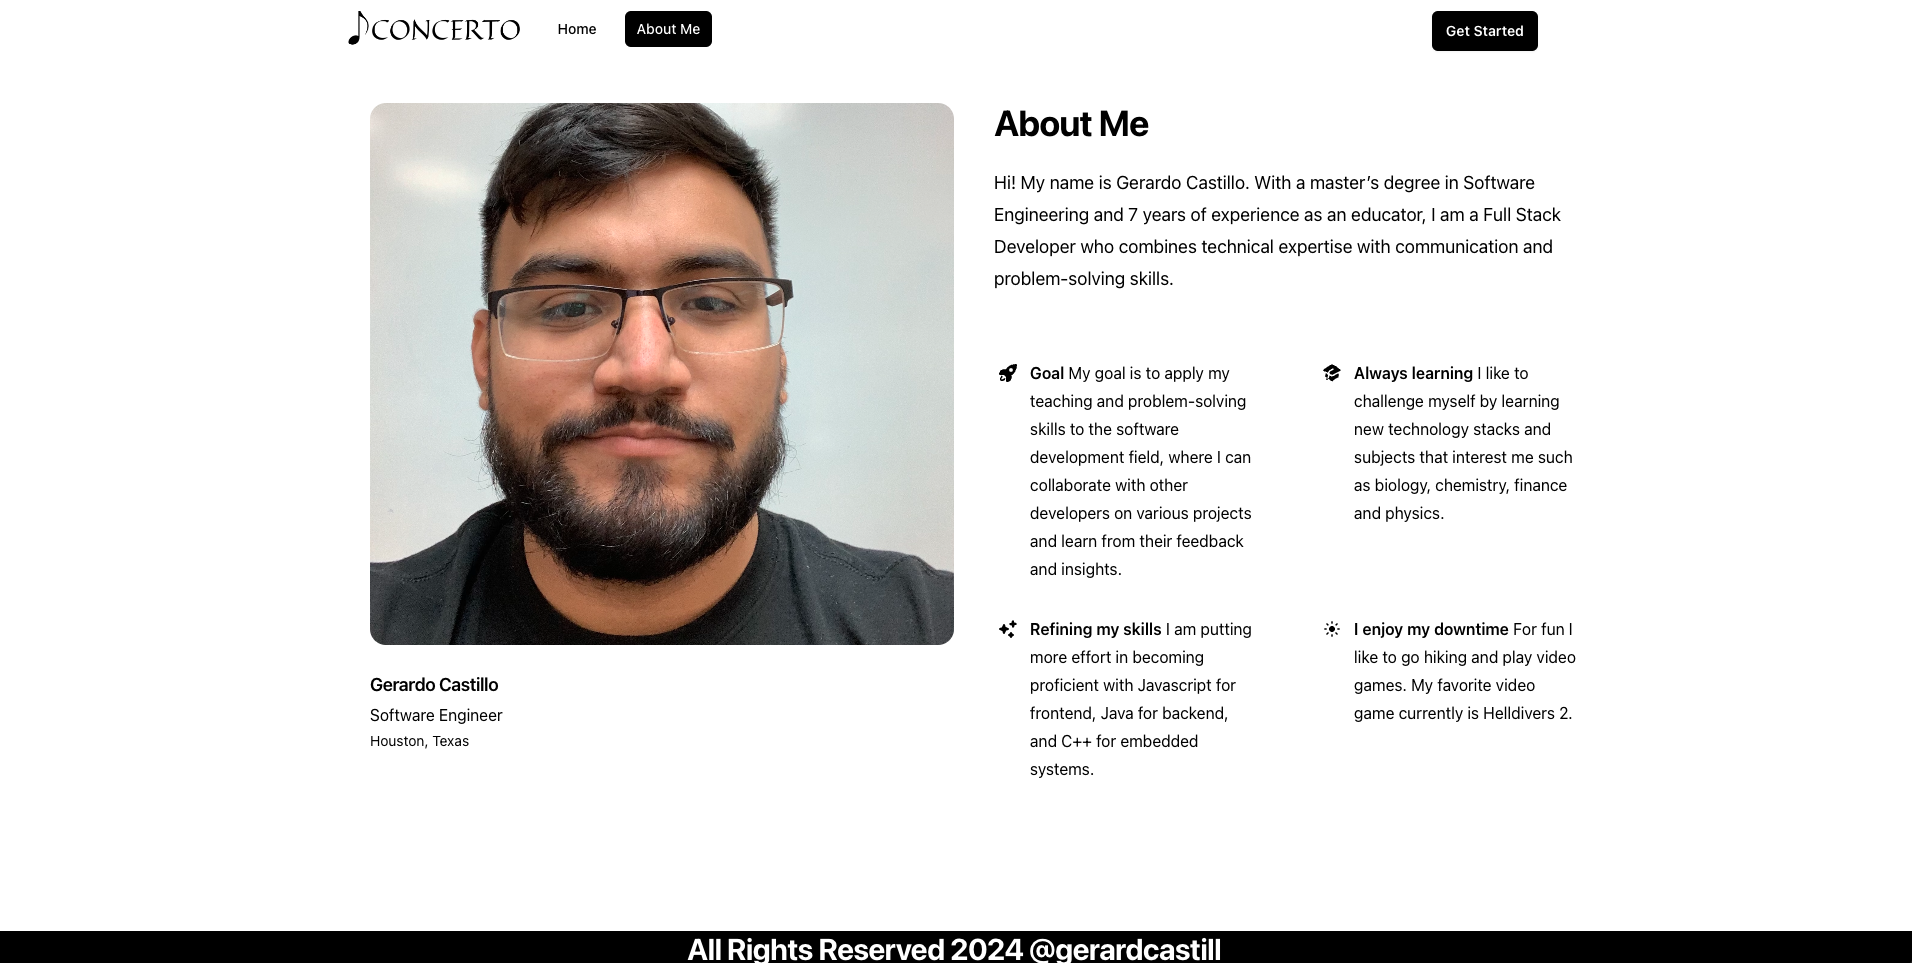 CONCERTO
Home
About Me
Get Started
About Me
Hi! My name is Gerardo Castillo. With a master’s degree in Software
Engineering and 7 years of experience as an educator, I am a Full Stack
Developer who combines technical expertise with communication and
problem-solving skills.
Goal My goal is to apply my
teaching and problem-solving
skills to the software
development field, where I can
collaborate with other
developers on various projects
and learn from their feedback
and insights.
Always learning I like to
challenge myself by learning
new technology stacks and
subjects that interest me such
as biology, chemistry, finance
and physics.
Refining my skills I am putting
more effort in becoming
proficient with Javascript for
frontend, Java for backend,
and C++ for embedded
systems.
I enjoy my downtime For fun I
like to go hiking and play video
games. My favorite video
game currently is Helldivers 2.
Gerardo Castillo
Software Engineer
Houston, Texas
All Rights Reserved 2024 @gerardcastill